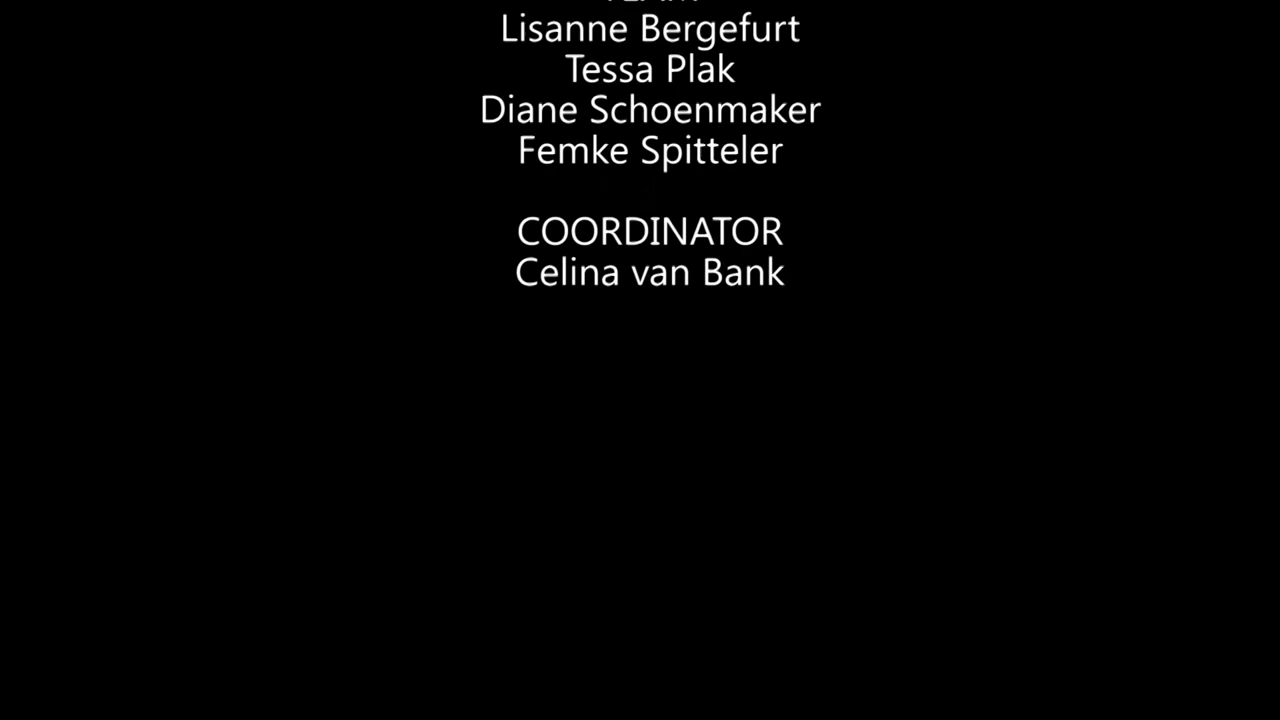 Lisanne Bergefurt
Tessa Plak
Diane Schoenmaker
Femke Spitteler
COORDINATOR
Celina van Bank